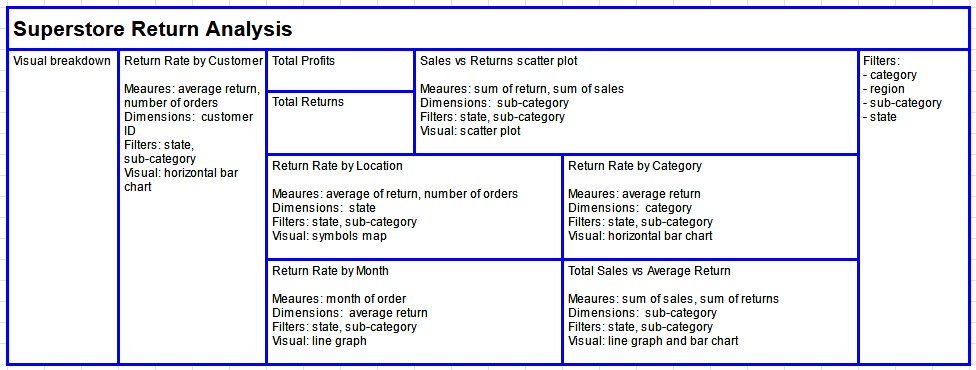 Superstore Return Analysis
Visual breakdown
Return Rate by Customer
Meaures: average return,
number of orders
Dimensions:  customer
ID
Filters: state,
sub-category
Visual: horizontal bar
chart
Total Profits
Total Returns
Sales vs Returns scatter plot
Meaures: sum of return, sum of sales
Dimensions:  sub-category
Filters: state, sub-category
Visual: scatter plot
Return Rate by Location
Meaures: average of return, number of orders
Dimensions:  state
Filters: state, sub-category
Visual: symbols map
Return Rate by Category
Meaures: average return
Dimensions:  category
Filters: state, sub-category
Visual: horizontal bar chart
Return Rate by Month
Meaures: month of order
Dimensions:  average return
Filters: state, sub-category
Visual: line graph
Total Sales vs Average Return
Meaures: sum of sales, sum of returns
Dimensions:  sub-category
Filters: state, sub-category
Visual: line graph and bar chart
Filters:
- category
- region
- sub-category
- state